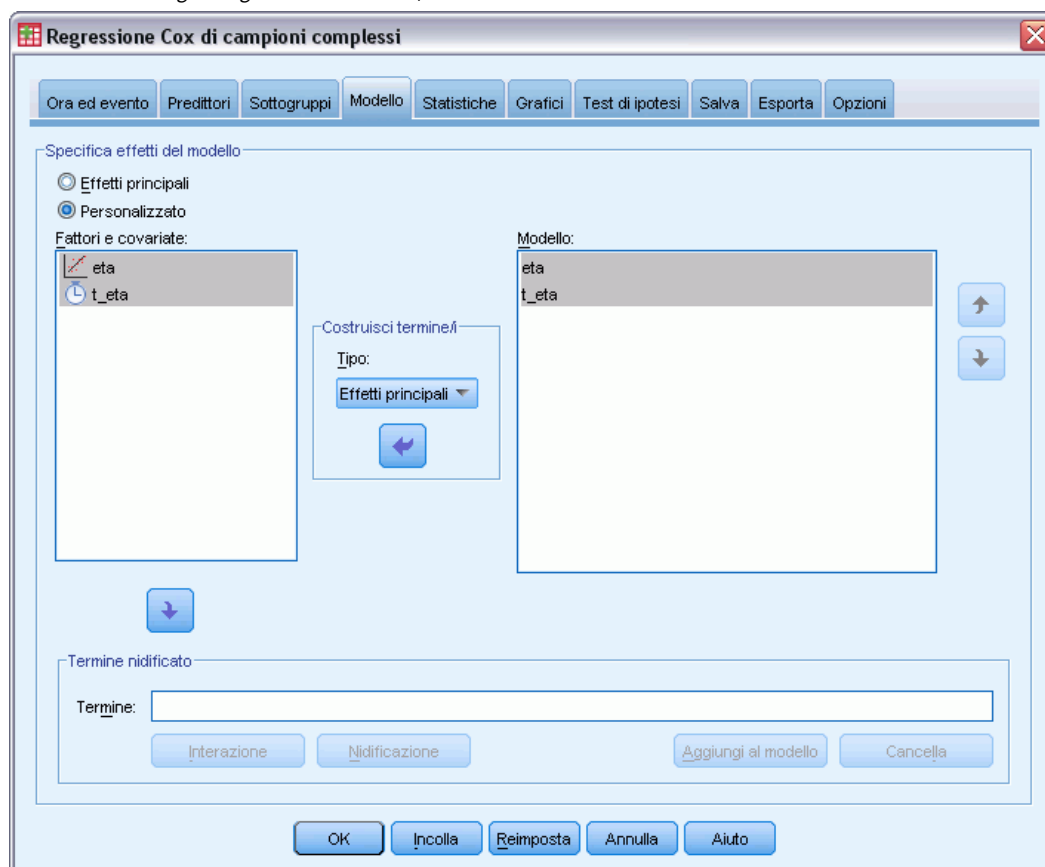 Regressione Cox di campioni complessi
Ora ed evento Predittori Sottogruppi Modello Statistiche Grafici Test di ipotesi Salva Esporta Opzioni
Specifica effetti del modello
Effetti principali
Personalizzato
Fattori e covariate:
eta
t_eta
Costruisci termine/i
Tipo:
Effetti principali
Modello:
eta
t_eta
Termine nidificato
Termine:
Interazione Nidificazione Aggiungi al modello Cancella
OK Incolla Reimposta Annulla Aiuto